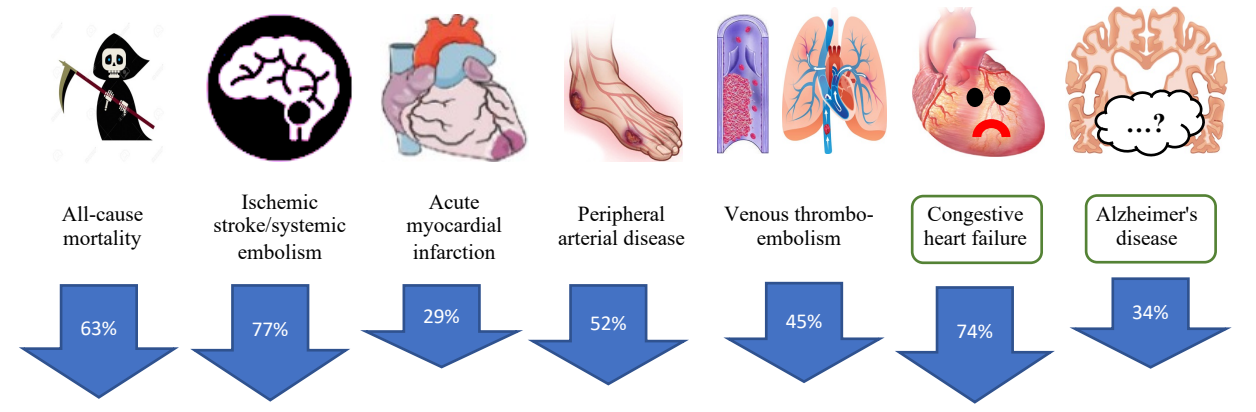 ...?
All-cause
mortality
Ischemic
stroke/systemic
embolism
Acute
myocardial
infarction
Peripheral
arterial disease
Venous thrombo-
embolism
Congestive
heart failure
Alzheimer's
disease
63%
77%
29%
52%
45%
74%
34%